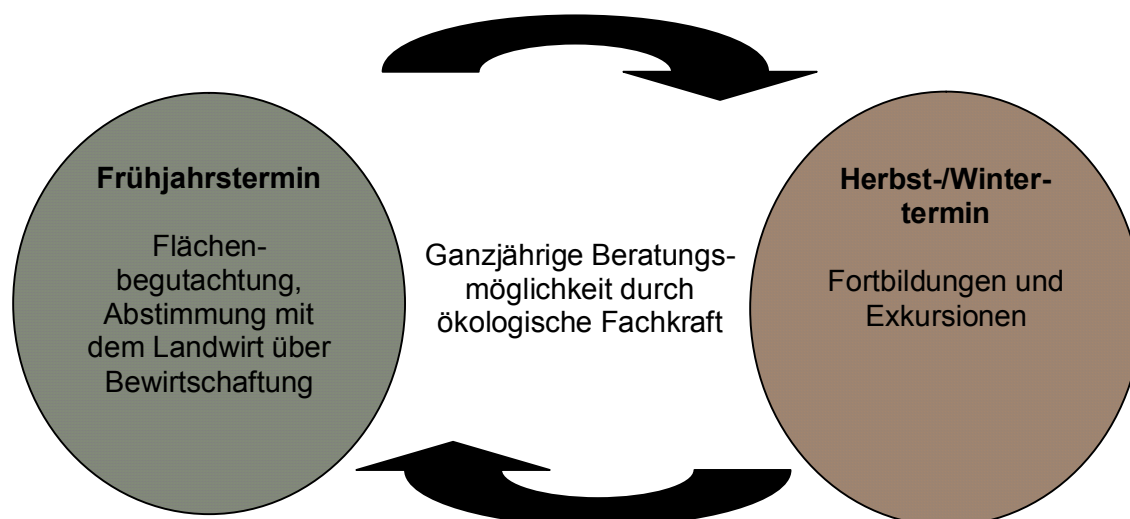 Frühjahrstermin
Flächen-
begutachtung,
Abstimmung mit
dem Landwirt über
Bewirtschaftung
Ganzjährige Beratungs-
möglichkeit durch
ökologische Fachkraft
Herbst-/Winter-
termin
Fortbildungen und
Exkursionen